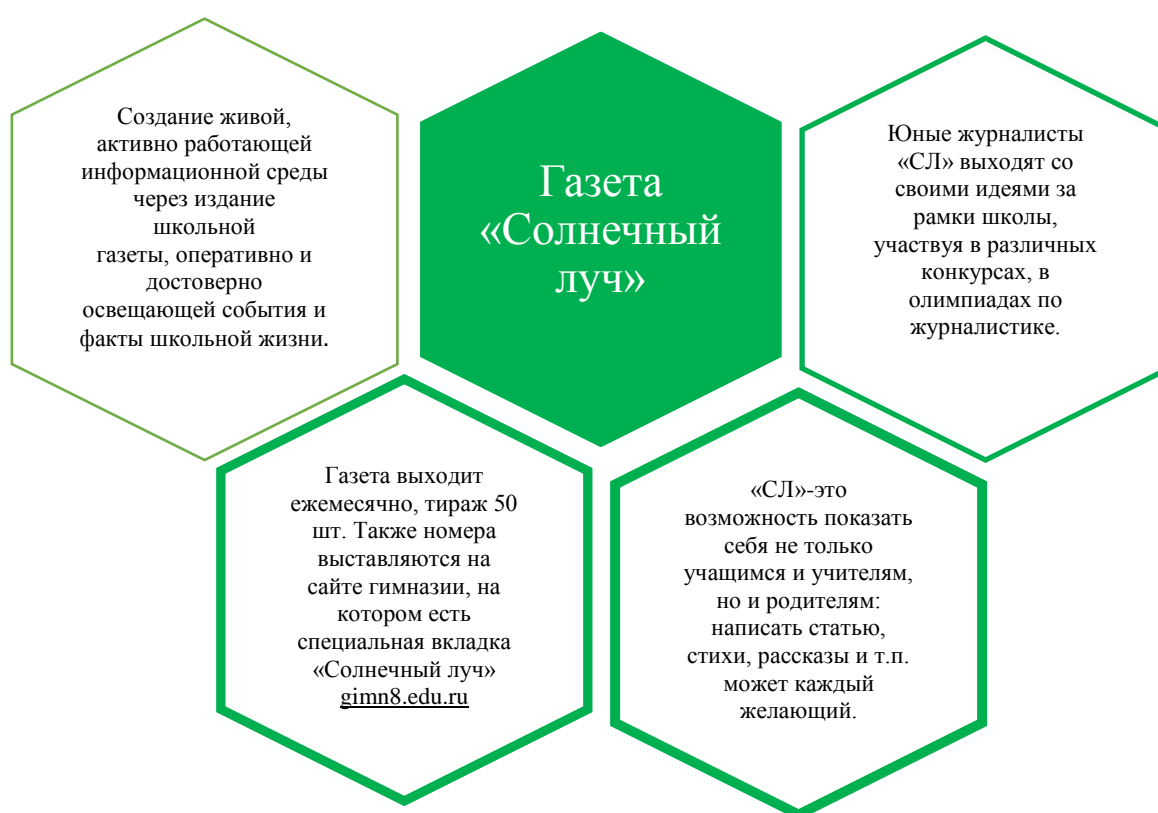 Создание живой,
активно работающей
информационной среды
через издание
школьной
газеты, оперативно и
достоверно
освещающей события и
факты школьной жизни.
Газета
«Солнечный
луч»
Юные журналисты
«СЛ» выходят со
своими идеями за
рамки школы,
участвуя в различных
конкурсах, в
олимпиадах по
журналистике.
Газета выходит
ежемесячно, тираж 50
шт. Также номера
выставляются на
сайте гимназии, на
котором есть
специальная вкладка
«Солнечный луч»
gimn8.edu.ru
«СЛ»-это
возможность показать
себя не только
учащимся и учителям,
но и родителям:
написать статью,
стихи, рассказы и т.п.
может каждый
желающий.